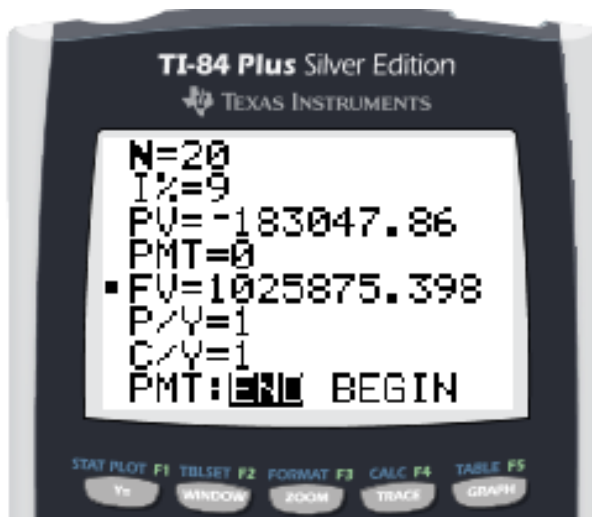 TI-84 Plus Silver Edition
TEXAS INSTRUMENTS
N=20
I%=9
PV=-183047.86
PMT=0
▪FV=1025875.398
P/Y=1
C/Y=1
PMT:END BEGIN
STAT PLOT F1 TBLSET F2 FORMAT F3 CALC F4 TABLE F5
Y= WINDOW ZOOM TRACE GRAPH